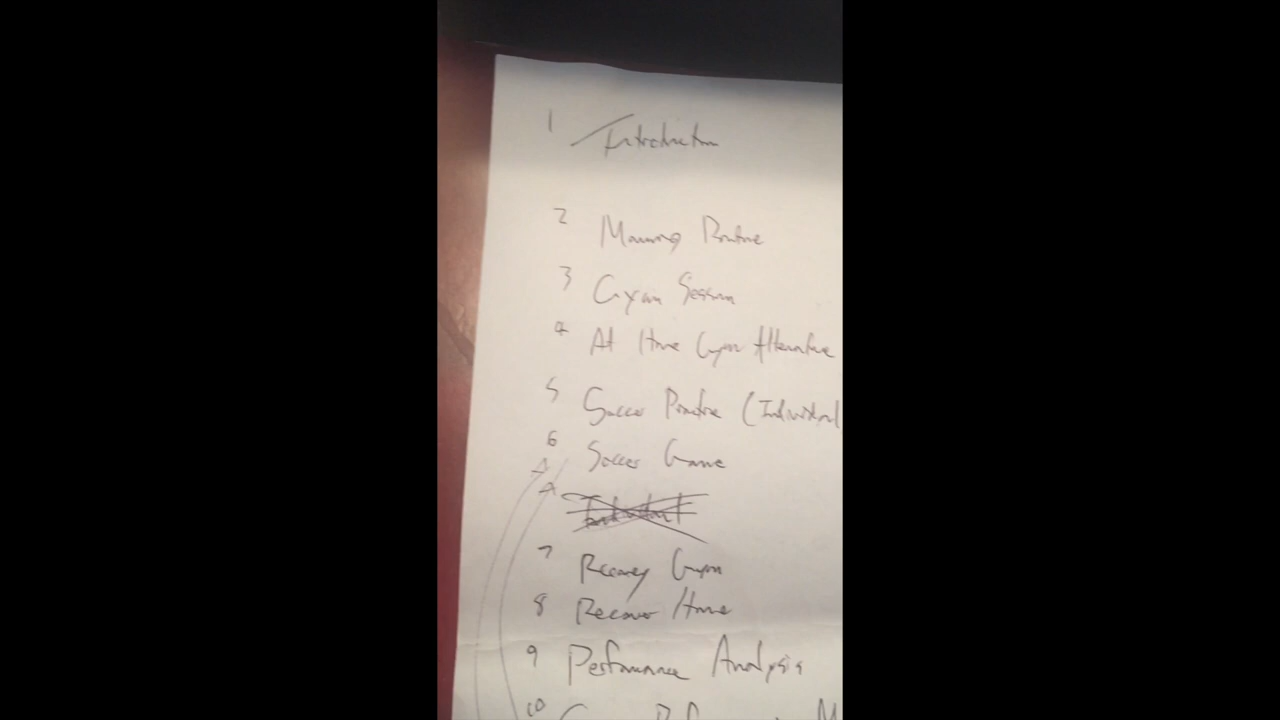 1 Introduction
2 Morning Routine
3 Gym Session
4 At Home Gym Alternative
5 Soccer Practice (Individual
6 Soccer Game
7 Recovery Gym
8 Recover Home
9 Performance Analysis
10